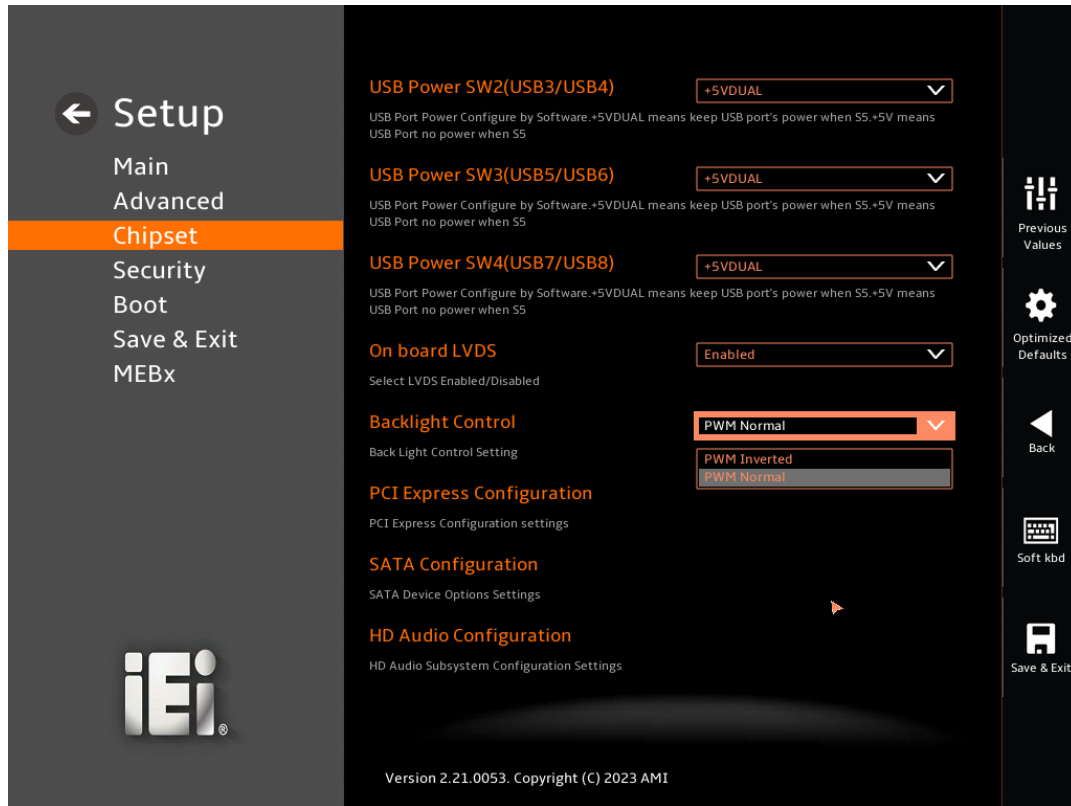 Setup
Main
Advanced
Chipset
Security
Boot
Save & Exit
MEBx
iEi®
USB Power SW2(USB3/USB4)
+5VDUAL
USB Port Power Configure by Software.+5VDUAL means keep USB port's power when S5.+5V means
USB Port no power when S5
USB Power SW3(USB5/USB6)
+5VDUAL
USB Port Power Configure by Software.+5VDUAL means keep USB port's power when S5.+5V means
USB Port no power when S5
USB Power SW4(USB7/USB8)
+5VDUAL
USB Port Power Configure by Software.+5VDUAL means keep USB port's power when S5.+5V means
USB Port no power when S5
On board LVDS
Enabled
Select LVDS Enabled/Disabled
Backlight Control
PWM Normal
Back Light Control Setting
PWM Inverted
PWM Normal
PCI Express Configuration
PCI Express Configuration settings
SATA Configuration
SATA Device Options Settings
HD Audio Configuration
HD Audio Subsystem Configuration Settings
Version 2.21.0053. Copyright (C) 2023 AMI
Previous
Values
Optimized
Defaults
Back
Soft kbd
Save & Exit